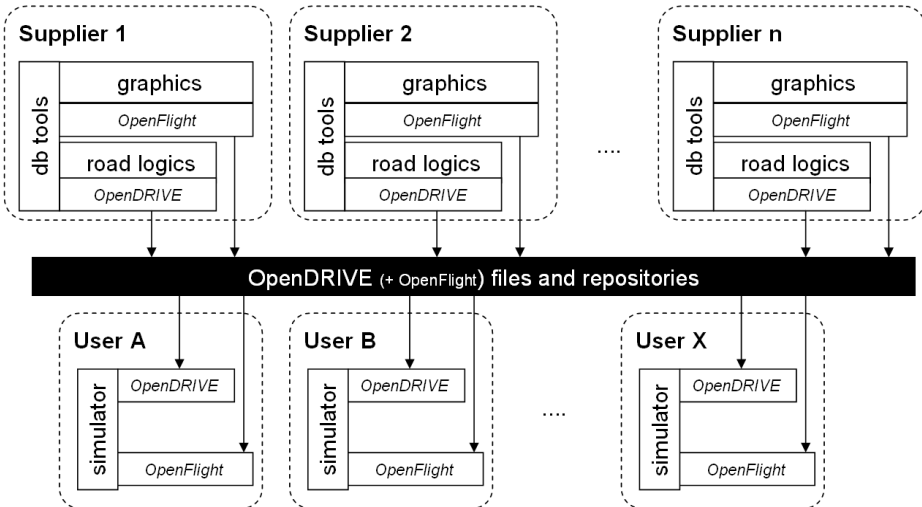 Supplier 1
db tools
graphics
OpenFlight
road logics
OpenDRIVE
Supplier 2
db tools
graphics
OpenFlight
road logics
OpenDRIVE
....
Supplier n
db tools
graphics
OpenFlight
road logics
OpenDRIVE
OpenDRIVE (+ OpenFlight) files and repositories
User A
simulator
OpenDRIVE
OpenFlight
User B
simulator
OpenDRIVE
OpenFlight
....
User X
simulator
OpenDRIVE
OpenFlight